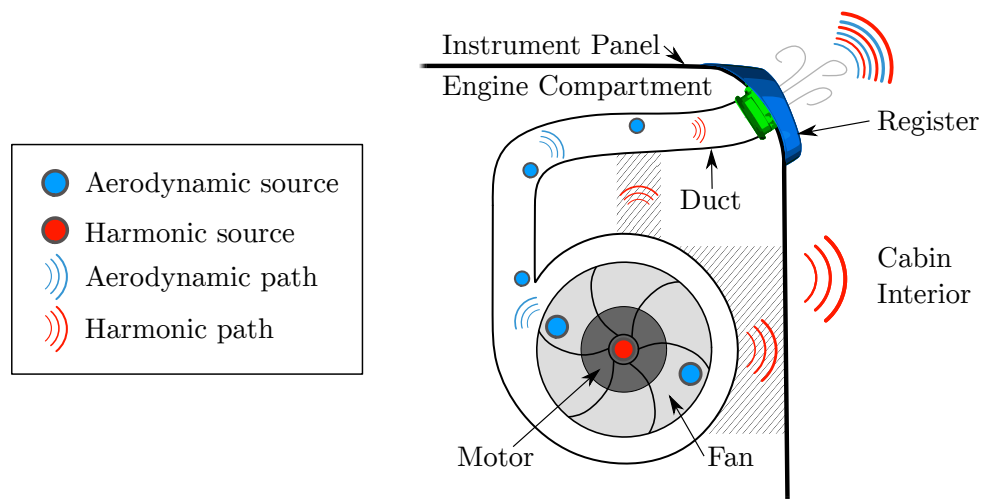 Instrument Panel
Engine Compartment
Register
Aerodynamic source
Duct
Harmonic source
Cabin
Interior
Aerodynamic path
Harmonic path
Motor
Fan